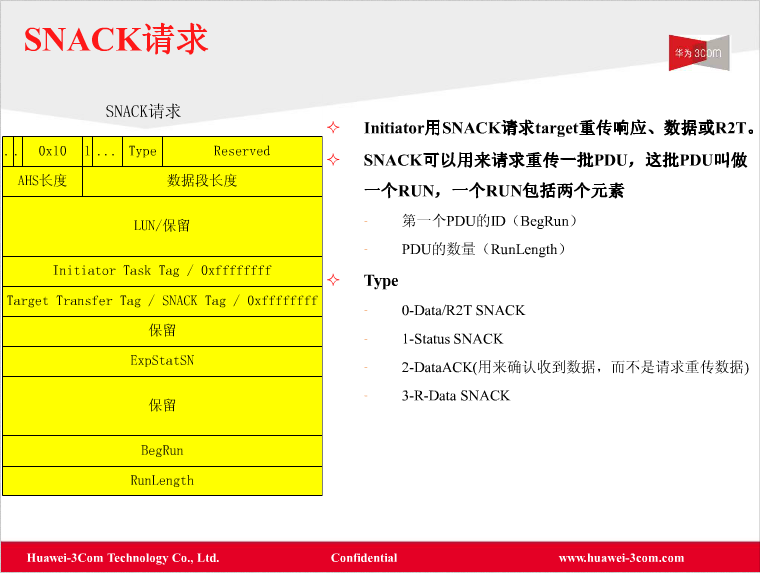 SNACK请求
华为 3com
SNACK请求
. . 0x10 1 ... Type Reserved
AHS长度 数据段长度
LUN/保留
Initiator Task Tag / 0xffffffff
Target Transfer Tag / SNACK Tag / 0xffffffff
保留
ExpStatSN
保留
BegRun
RunLength
✧ Initiator用SNACK请求target重传响应、数据或R2T。
✧ SNACK可以用来请求重传一批PDU，这批PDU叫做
一个RUN，一个RUN包括两个元素
- 第一个PDU的ID（BegRun）
- PDU的数量（RunLength）
✧ Type
- 0-Data/R2T SNACK
- 1-Status SNACK
- 2-DataACK(用来确认收到数据，而不是请求重传数据)
- 3-R-Data SNACK
Huawei-3Com Technology Co., Ltd. Confidential www.huawei-3com.com